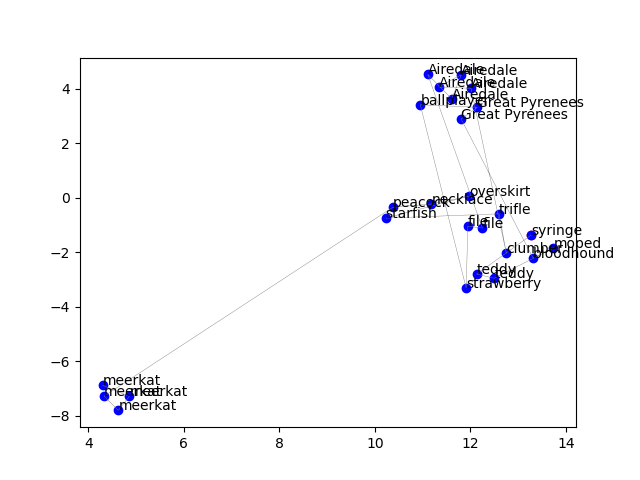 Airedale
Airedale
Airedale
Airedale
Airedale
ballplayer
Great Pyrenees
Great Pyrenees
overskirt
peacock
necklace
starfish
trifle
file
file
syringe
moped
clumber
bloodhound
teddy
teddy
strawberry
meerkat
meerkat
meerkat
meerkat
4
2
0
−2
−4
−6
−8
4
6
8
10
12
14